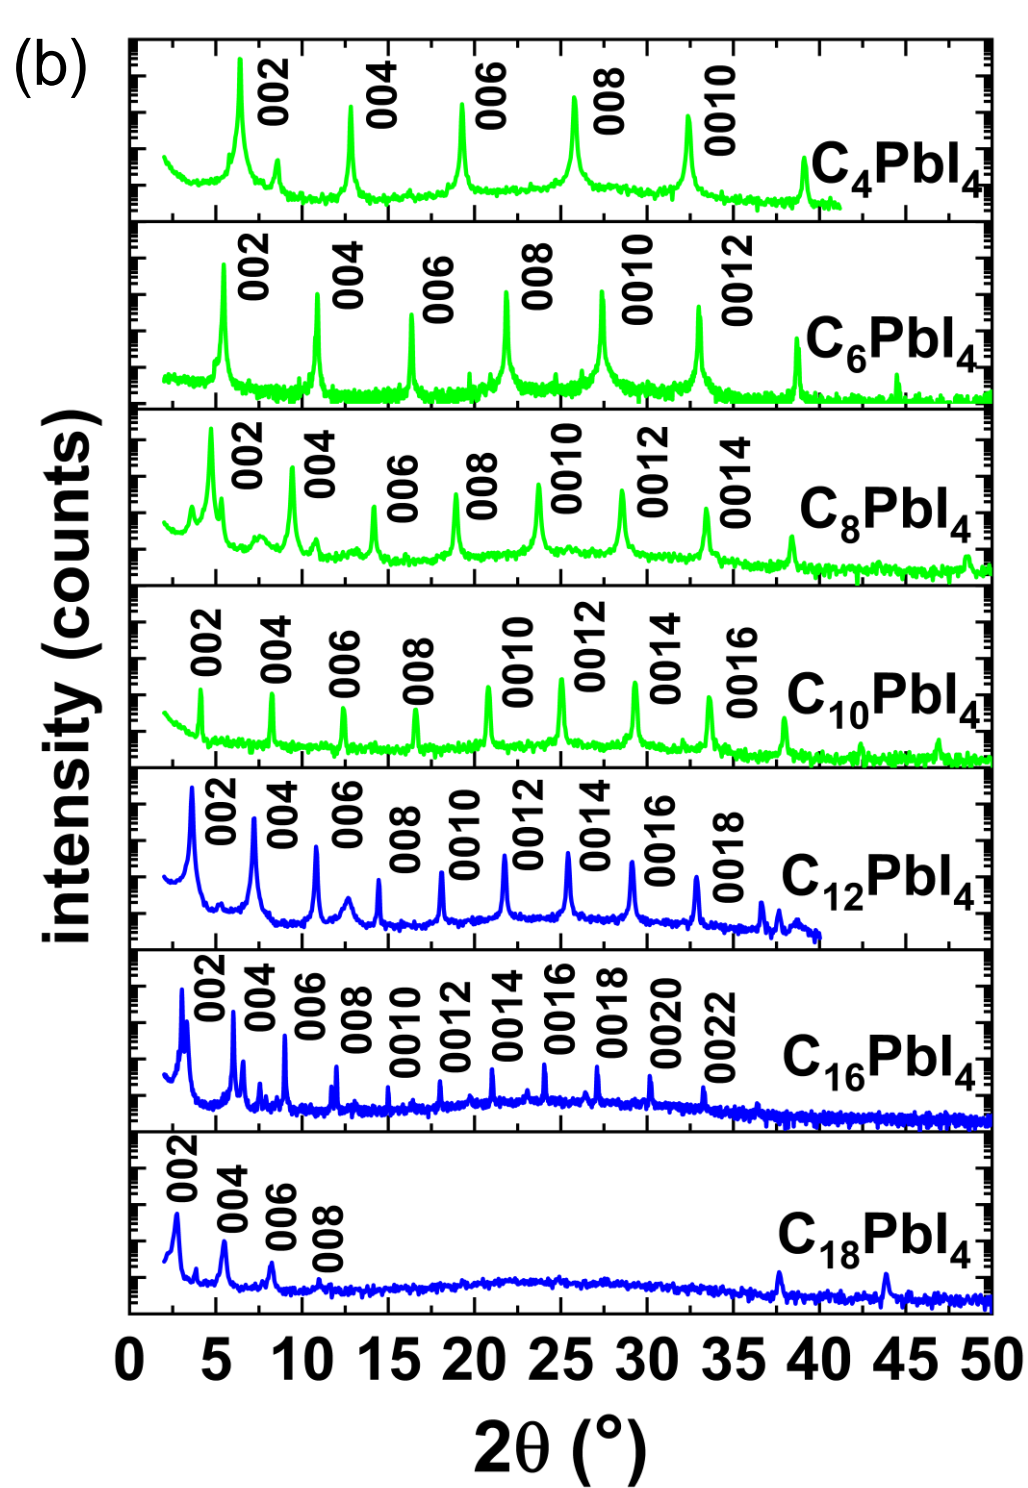 (b)
intensity (counts)
002 004 006 008 0010 C₄PbI₄
002 004 006 008 0010 0012 C₆PbI₄
002 004 006 008 0010 0012 0014 C₈PbI₄
002 004 006 008 0010 0012 0014 0016 C₁₀PbI₄
002 004 006 008 0010 0012 0014 0016 0018 C₁₂PbI₄
002 004 006 008 0010 0012 0014 0016 0018 0020 0022 C₁₆PbI₄
002 004 006 008 C₁₈PbI₄
0 5 10 15 20 25 30 35 40 45 50
2θ (°)